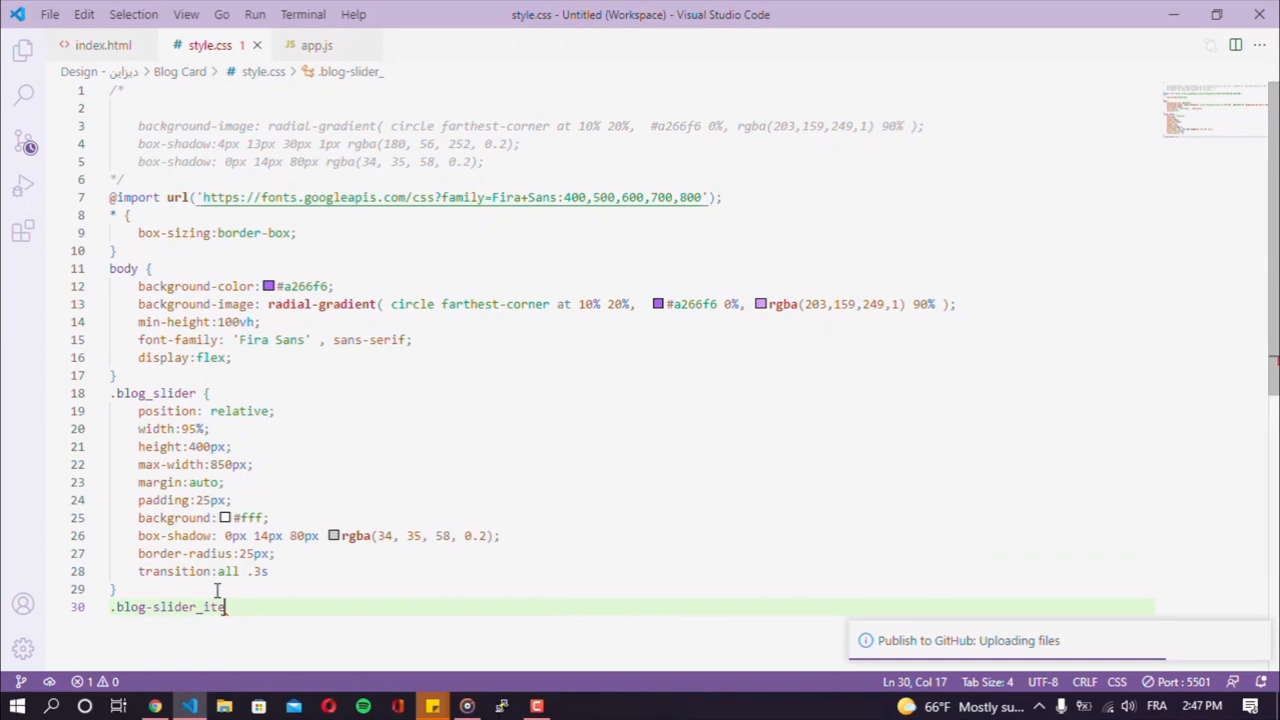 File Edit Selection View Go Run Terminal Help style.css - Untitled (Workspace) - Visual Studio Code
<> index.html # style.css 1 × JS app.js ...
Design - ديزاين > Blog Card > # style.css > .blog-slider_
1 /*
2
3 background-image: radial-gradient( circle farthest-corner at 10% 20%,  #a266f6 0%, rgba(203,159,249,1) 90% );
4 box-shadow:4px 13px 30px 1px rgba(180, 56, 252, 0.2);
5 box-shadow: 0px 14px 80px rgba(34, 35, 58, 0.2);
6 */
7 @import url('https://fonts.googleapis.com/css?family=Fira+Sans:400,500,600,700,800');
8 * {
9 box-sizing:border-box;
10 }
11 body {
12 background-color:#a266f6;
13 background-image: radial-gradient( circle farthest-corner at 10% 20%,  #a266f6 0%, rgba(203,159,249,1) 90% );
14 min-height:100vh;
15 font-family: 'Fira Sans' , sans-serif;
16 display:flex;
17 }
18 .blog_slider {
19 position: relative;
20 width:95%;
21 height:400px;
22 max-width:850px;
23 margin:auto;
24 padding:25px;
25 background:#fff;
26 box-shadow: 0px 14px 80px rgba(34, 35, 58, 0.2);
27 border-radius:25px;
28 transition:all .3s
29 }
30 .blog-slider_ite
Publish to GitHub: Uploading files
1 0 Ln 30, Col 17 Tab Size: 4 UTF-8 CRLF CSS Port : 5501
66°F Mostly su... FRA 2:47 PM